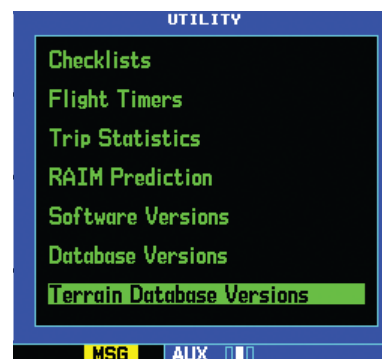 UTILITY
Checklists
Flight Timers
Trip Statistics
RAIM Prediction
Software Versions
Database Versions
Terrain Database Versions
MSG AUX